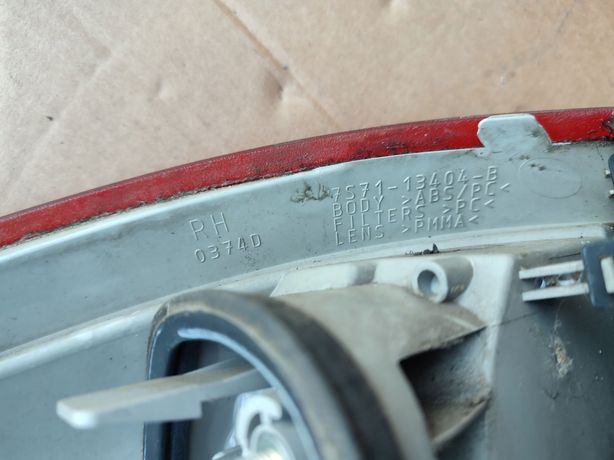 7S71-13404-B
BODY >ABS/PC<
FILTERS >PC<
LENS >PMMA<
RH
0374D